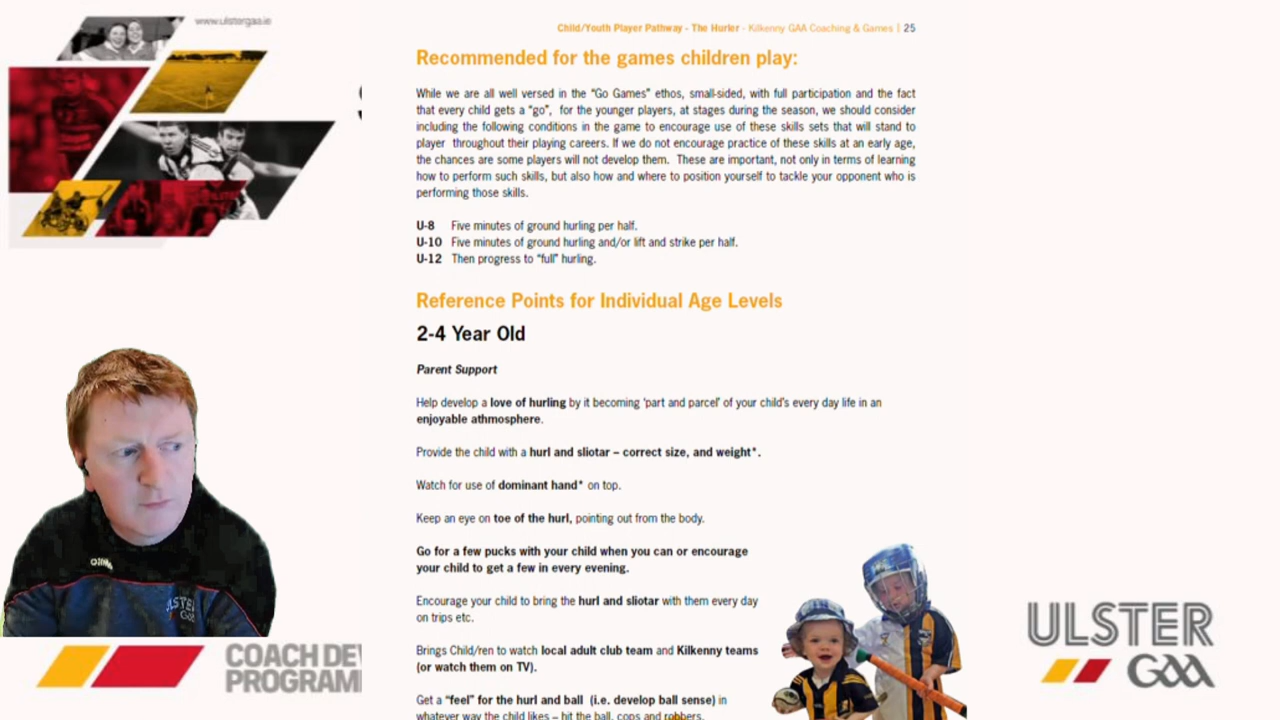 www.ulstergaa.ie
Child/Youth Player Pathway - The Hurler - Kilkenny GAA Coaching & Games | 25
Recommended for the games children play:
While we are all well versed in the "Go Games" ethos, small-sided, with full participation and the fact
that every child gets a "go", for the younger players, at stages during the season, we should consider
including the following conditions in the game to encourage use of these skills sets that will stand to
player throughout their playing careers. If we do not encourage practice of these skills at an early age,
the chances are some players will not develop them. These are important, not only in terms of learning
how to perform such skills, but also how and where to position yourself to tackle your opponent who is
performing those skills.
U-8 Five minutes of ground hurling per half.
U-10 Five minutes of ground hurling and/or lift and strike per half.
U-12 Then progress to "full" hurling.
Reference Points for Individual Age Levels
2-4 Year Old
Parent Support
Help develop a love of hurling by it becoming 'part and parcel' of your child's every day life in an
enjoyable athmosphere.
Provide the child with a hurl and sliotar – correct size, and weight*.
Watch for use of dominant hand* on top.
Keep an eye on toe of the hurl, pointing out from the body.
Go for a few pucks with your child when you can or encourage
your child to get a few in every evening.
Encourage your child to bring the hurl and sliotar with them every day
on trips etc.
Brings Child/ren to watch local adult club team and Kilkenny teams
(or watch them on TV).
Get a "feel" for the hurl and ball (i.e. develop ball sense) in
whatever way the child likes – hit the ball, cops and robbers,
ULSTER
GAA
COACH DE
PROGRAM
ULSTER
GAA